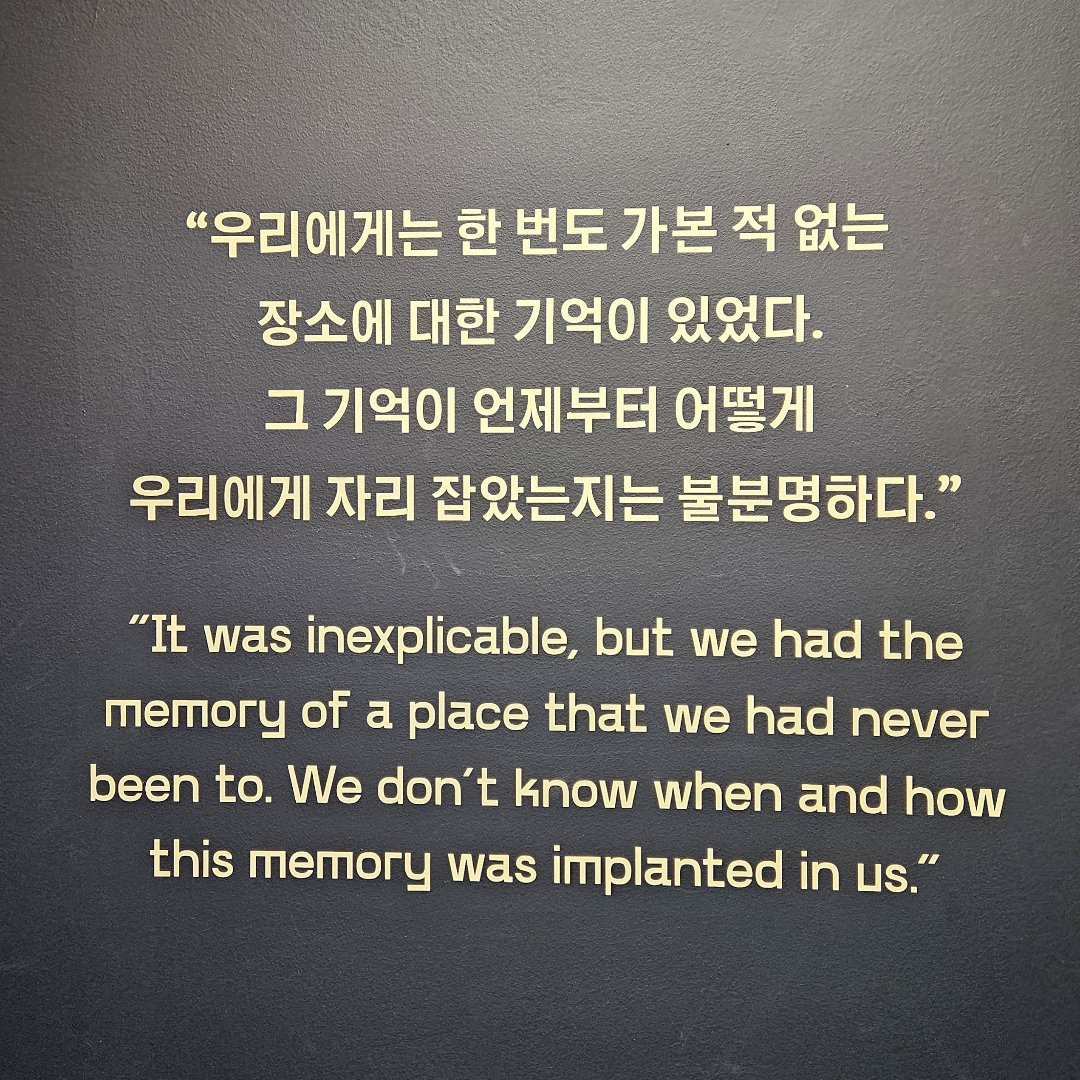 “우리에게는 한 번도 가본 적 없는
장소에 대한 기억이 있었다.
그 기억이 언제부터 어떻게
우리에게 자리 잡았는지는 불분명하다.”
“It was inexplicable, but we had the
memory of a place that we had never
been to. We don’t know when and how
this memory was implanted in us.”